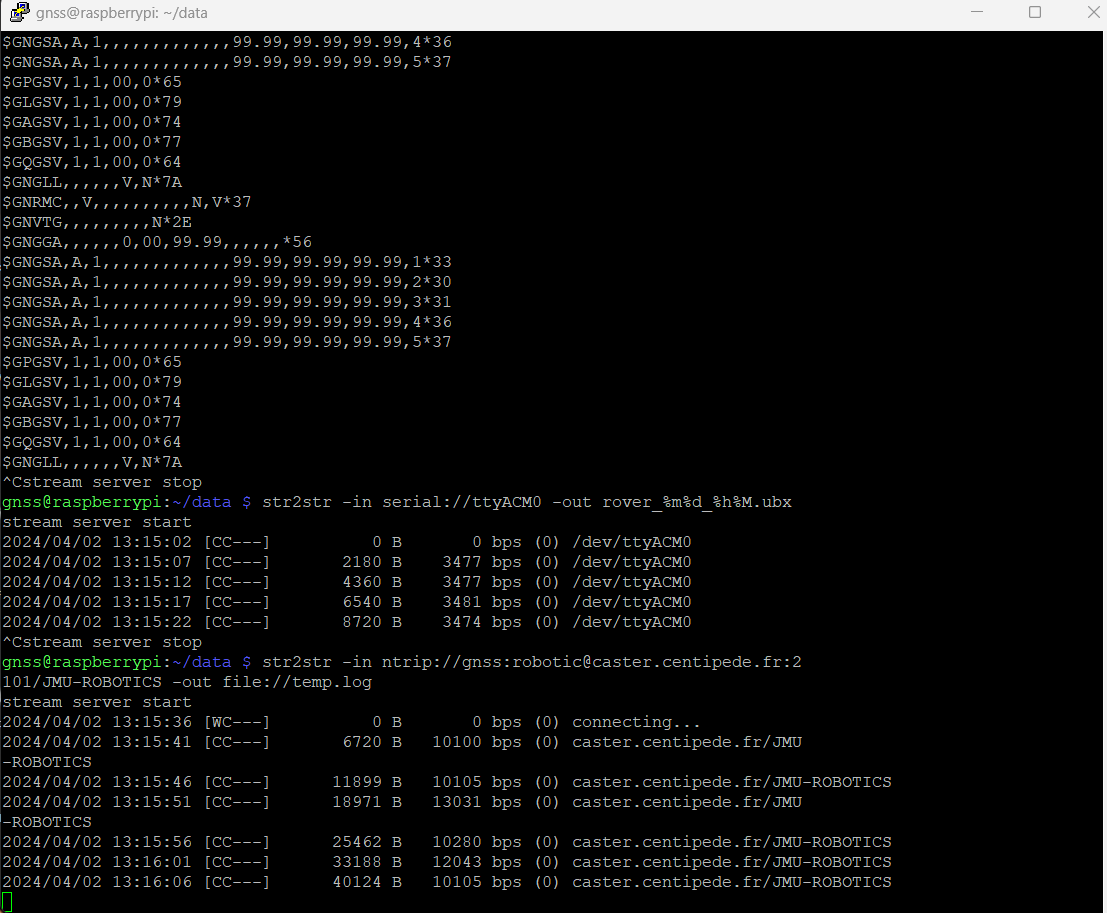 gnss@raspberrypi: ~/data
$GNGSA,A,1,,,,,,,,,,,,,99.99,99.99,99.99,4*36
$GNGSA,A,1,,,,,,,,,,,,,99.99,99.99,99.99,5*37
$GPGSV,1,1,00,0*65
$GLGSV,1,1,00,0*79
$GAGSV,1,1,00,0*74
$GBGSV,1,1,00,0*77
$GQGSV,1,1,00,0*64
$GNGLL,,,,,,V,N*7A
$GNRMC,,V,,,,,,,,,,N,V*37
$GNVTG,,,,,,,,,N*2E
$GNGGA,,,,,,0,00,99.99,,,,,,*56
$GNGSA,A,1,,,,,,,,,,,,,99.99,99.99,99.99,1*33
$GNGSA,A,1,,,,,,,,,,,,,99.99,99.99,99.99,2*30
$GNGSA,A,1,,,,,,,,,,,,,99.99,99.99,99.99,3*31
$GNGSA,A,1,,,,,,,,,,,,,99.99,99.99,99.99,4*36
$GNGSA,A,1,,,,,,,,,,,,,99.99,99.99,99.99,5*37
$GPGSV,1,1,00,0*65
$GLGSV,1,1,00,0*79
$GAGSV,1,1,00,0*74
$GBGSV,1,1,00,0*77
$GQGSV,1,1,00,0*64
$GNGLL,,,,,,V,N*7A
^Cstream server stop
gnss@raspberrypi:~/data $ str2str -in serial://ttyACM0 -out rover_%m%d_%h%M.ubx
stream server start
2024/04/02 13:15:02 [CC---]          0 B       0 bps (0) /dev/ttyACM0
2024/04/02 13:15:07 [CC---]       2180 B    3477 bps (0) /dev/ttyACM0
2024/04/02 13:15:12 [CC---]       4360 B    3477 bps (0) /dev/ttyACM0
2024/04/02 13:15:17 [CC---]       6540 B    3481 bps (0) /dev/ttyACM0
2024/04/02 13:15:22 [CC---]       8720 B    3474 bps (0) /dev/ttyACM0
^Cstream server stop
gnss@raspberrypi:~/data $ str2str -in ntrip://gnss:robotic@caster.centipede.fr:2
101/JMU-ROBOTICS -out file://temp.log
stream server start
2024/04/02 13:15:36 [WC---]          0 B       0 bps (0) connecting...
2024/04/02 13:15:41 [CC---]       6720 B   10100 bps (0) caster.centipede.fr/JMU
-ROBOTICS
2024/04/02 13:15:46 [CC---]      11899 B   10105 bps (0) caster.centipede.fr/JMU-ROBOTICS
2024/04/02 13:15:51 [CC---]      18971 B   13031 bps (0) caster.centipede.fr/JMU
-ROBOTICS
2024/04/02 13:15:56 [CC---]      25462 B   10280 bps (0) caster.centipede.fr/JMU-ROBOTICS
2024/04/02 13:16:01 [CC---]      33188 B   12043 bps (0) caster.centipede.fr/JMU-ROBOTICS
2024/04/02 13:16:06 [CC---]      40124 B   10105 bps (0) caster.centipede.fr/JMU-ROBOTICS